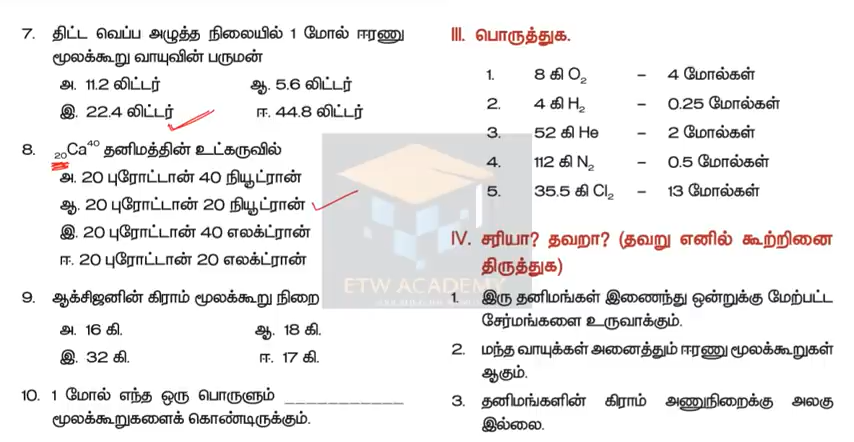 7. திட்ட வெப்ப அழுத்த நிலையில் 1 மோல் ஈரணு
மூலக்கூறு வாயுவின் பருமன்
அ. 11.2 லிட்டர் ஆ. 5.6 லிட்டர்
இ. 22.4 லிட்டர் ஈ. 44.8 லிட்டர்
8. ₂₀Ca⁴⁰ தனிமத்தின் உட்கருவில்
அ. 20 புரோட்டான் 40 நியூட்ரான்
ஆ. 20 புரோட்டான் 20 நியூட்ரான்
இ. 20 புரோட்டான் 40 எலக்ட்ரான்
ஈ. 20 புரோட்டான் 20 எலக்ட்ரான்
9. ஆக்சிஜனின் கிராம் மூலக்கூறு நிறை
அ. 16 கி. ஆ. 18 கி.
இ. 32 கி. ஈ. 17 கி.
10. 1 மோல் எந்த ஒரு பொருளும் ____________
மூலக்கூறுகளைக் கொண்டிருக்கும்.
III. பொருத்துக.
1. 8 கி O₂ – 4 மோல்கள்
2. 4 கி H₂ – 0.25 மோல்கள்
3. 52 கி He – 2 மோல்கள்
4. 112 கி N₂ – 0.5 மோல்கள்
5. 35.5 கி Cl₂ – 13 மோல்கள்
IV. சரியா? தவறா? (தவறு எனில் கூற்றினை
திருத்துக)
1. இரு தனிமங்கள் இணைந்து ஒன்றுக்கு மேற்பட்ட
சேர்மங்களை உருவாக்கும்.
2. மந்த வாயுக்கள் அனைத்தும் ஈரணு மூலக்கூறுகள்
ஆகும்.
3. தனிமங்களின் கிராம் அணுநிறைக்கு அலகு
இல்லை.
ETW ACADEMY